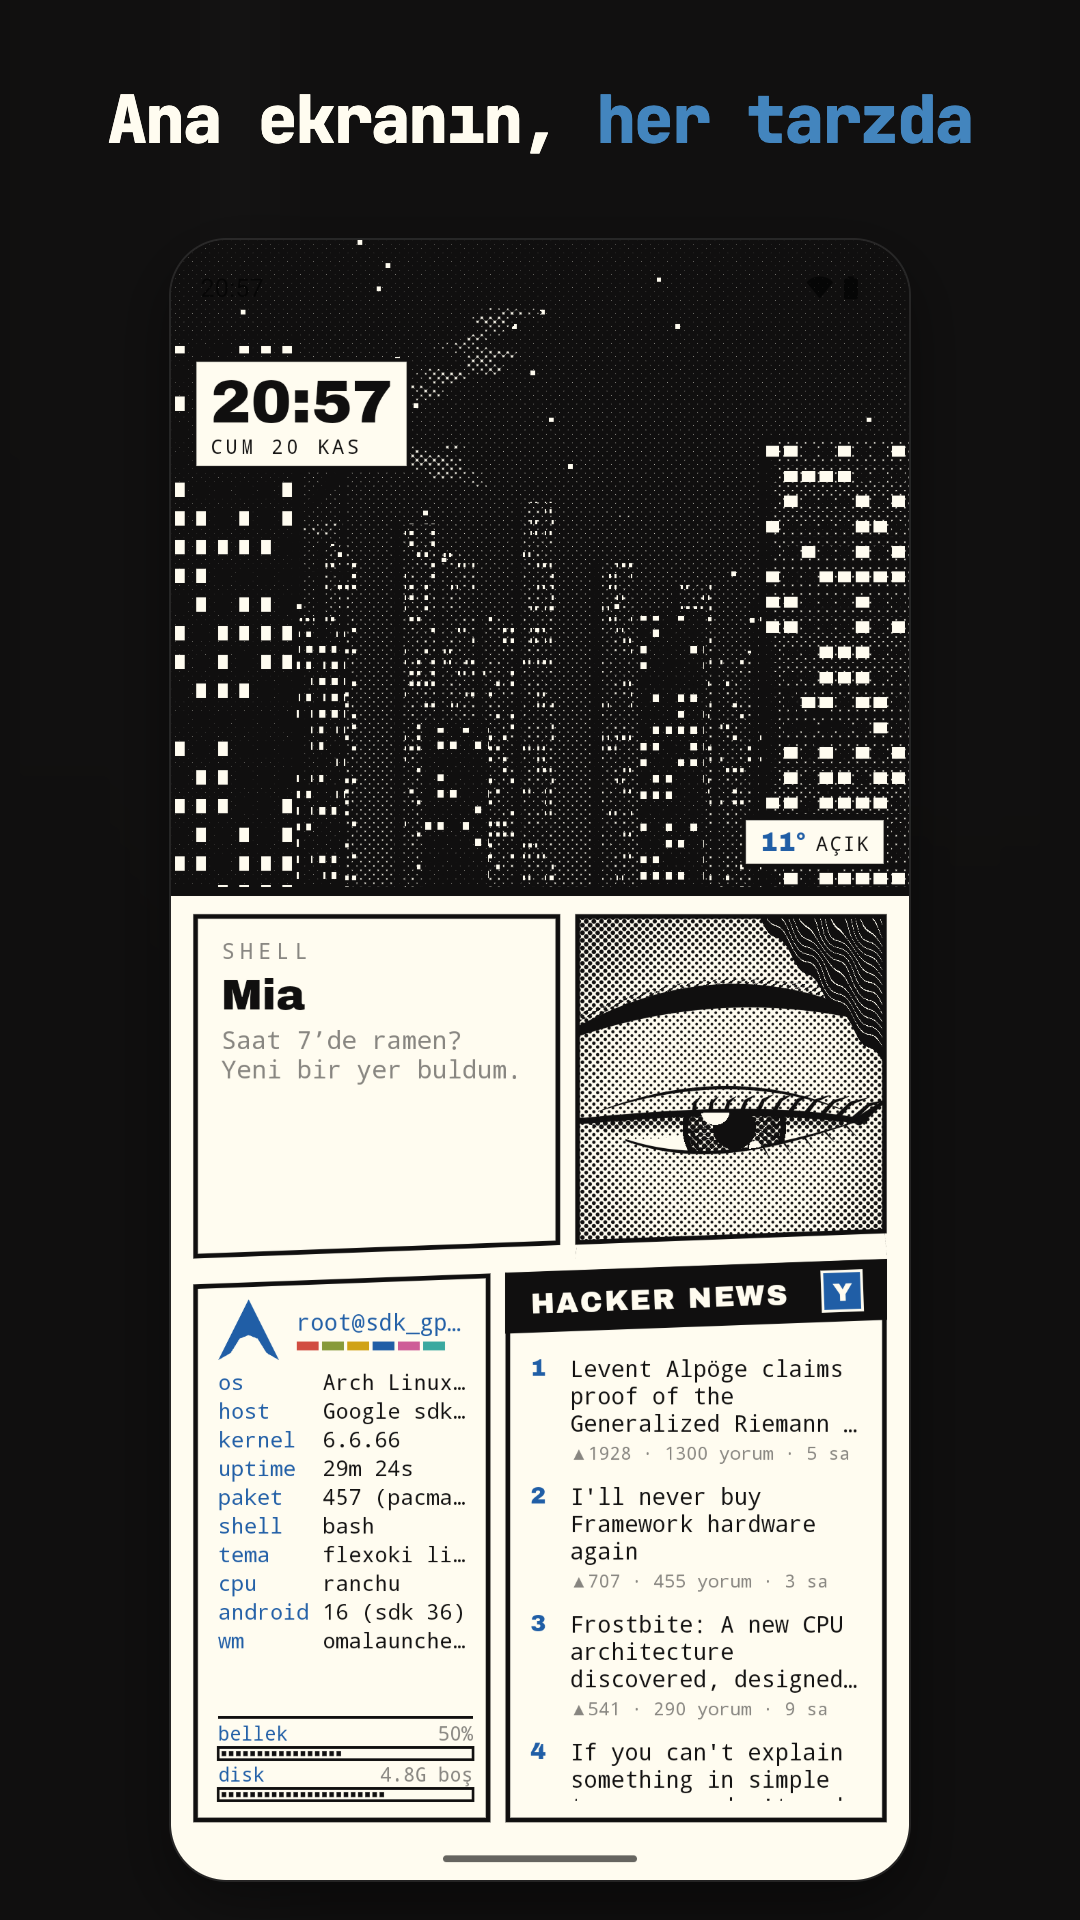 Ana ekranın, her tarzda
20:57
20:57
CUM 20 KAS
11° AÇIK
SHELL
Mia
Saat 7’de ramen?
Yeni bir yer buldum.
root@sdk_gp…
os Arch Linux…
host Google sdk…
kernel 6.6.66
uptime 29m 24s
paket 457 (pacma…
shell bash
tema flexoki li…
cpu ranchu
android 16 (sdk 36)
wm omalaunche…
bellek 50%
disk 4.8G boş
HACKER NEWS Y
1 Levent Alpöge claims
proof of the
Generalized Riemann …
▲1928 · 1300 yorum · 5 sa
2 I'll never buy
Framework hardware
again
▲707 · 455 yorum · 3 sa
3 Frostbite: A new CPU
architecture
discovered, designed…
▲541 · 290 yorum · 9 sa
4 If you can't explain
something in simple